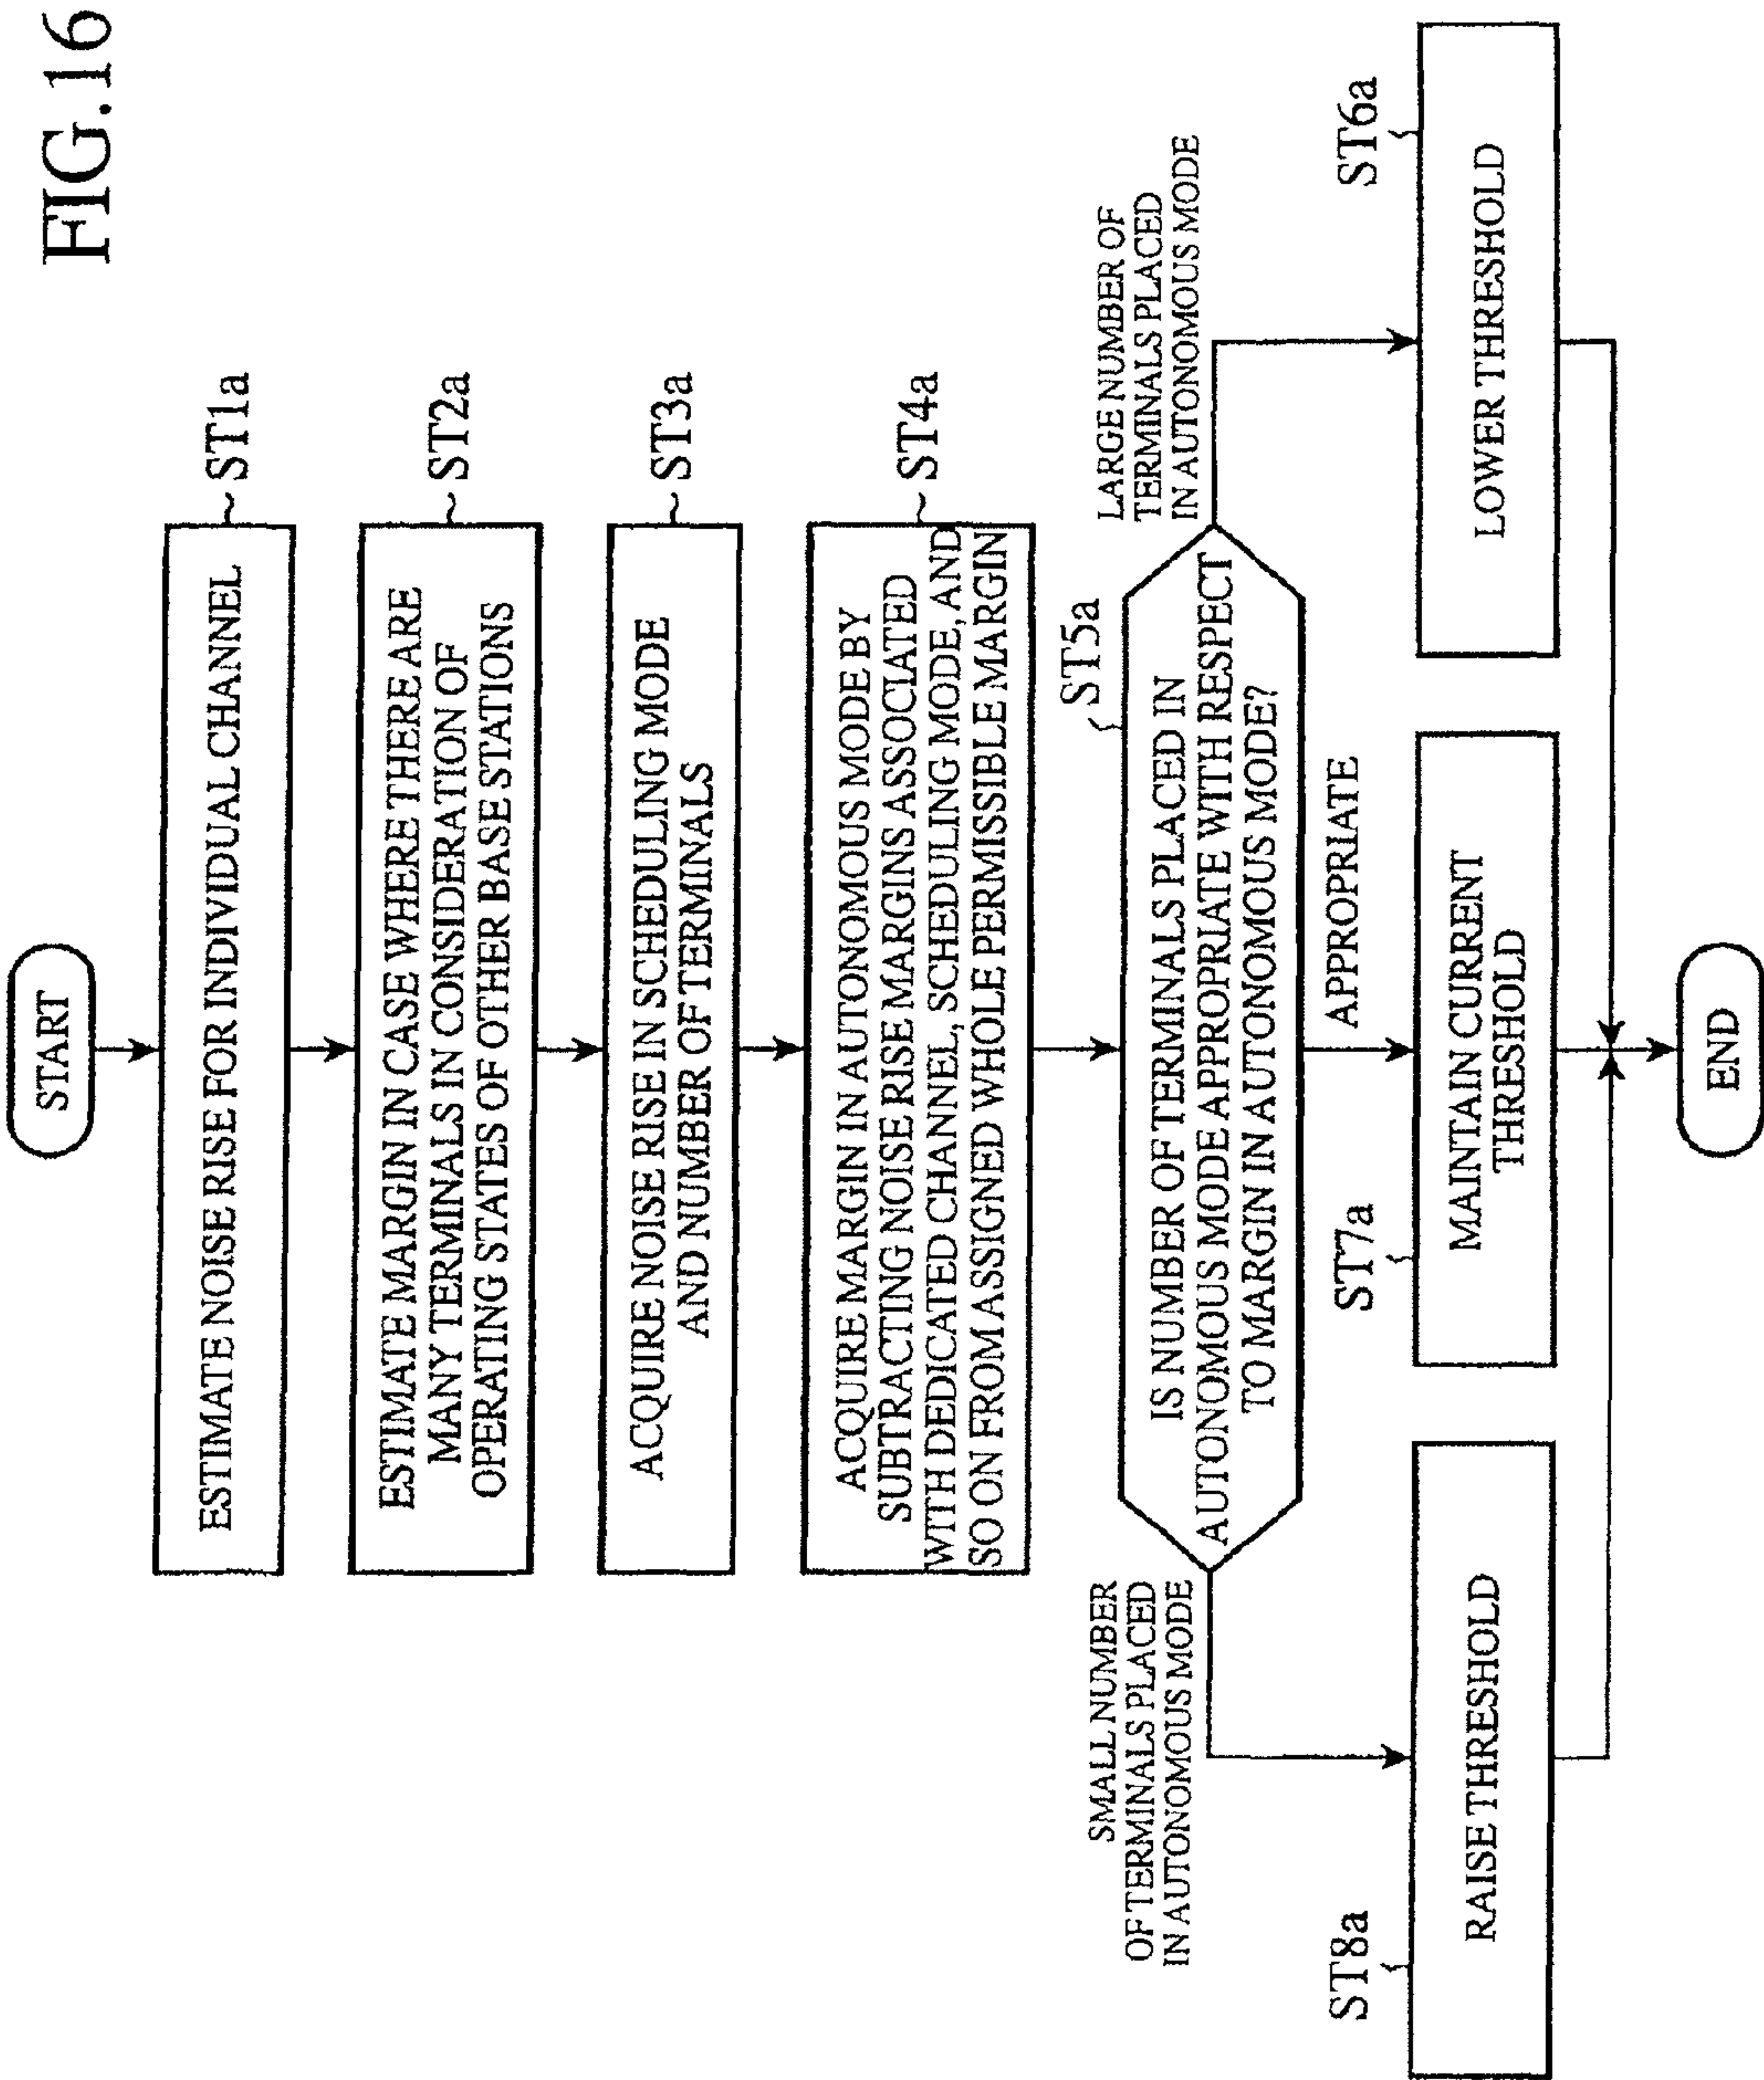 FIG.16
START
ESTIMATE NOISE RISE FOR INDIVIDUAL CHANNEL
ST1a
ESTIMATE MARGIN IN CASE WHERE THERE ARE
MANY TERMINALS IN CONSIDERATION OF
OPERATING STATES OF OTHER BASE STATIONS
ST2a
ACQUIRE NOISE RISE IN SCHEDULING MODE
AND NUMBER OF TERMINALS
ST3a
ACQUIRE MARGIN IN AUTONOMOUS MODE BY
SUBTRACTING NOISE RISE MARGINS ASSOCIATED
WITH DEDICATED CHANNEL, SCHEDULING MODE, AND
SO ON FROM ASSIGNED WHOLE PERMISSIBLE MARGIN
ST4a
ST5a
IS NUMBER OF TERMINALS PLACED IN
AUTONOMOUS MODE APPROPRIATE WITH RESPECT
TO MARGIN IN AUTONOMOUS MODE?
SMALL NUMBER
OF TERMINALS PLACED
IN AUTONOMOUS MODE
LARGE NUMBER OF
TERMINALS PLACED
IN AUTONOMOUS MODE
APPROPRIATE
ST8a
RAISE THRESHOLD
ST7a
MAINTAIN CURRENT
THRESHOLD
ST6a
LOWER THRESHOLD
END